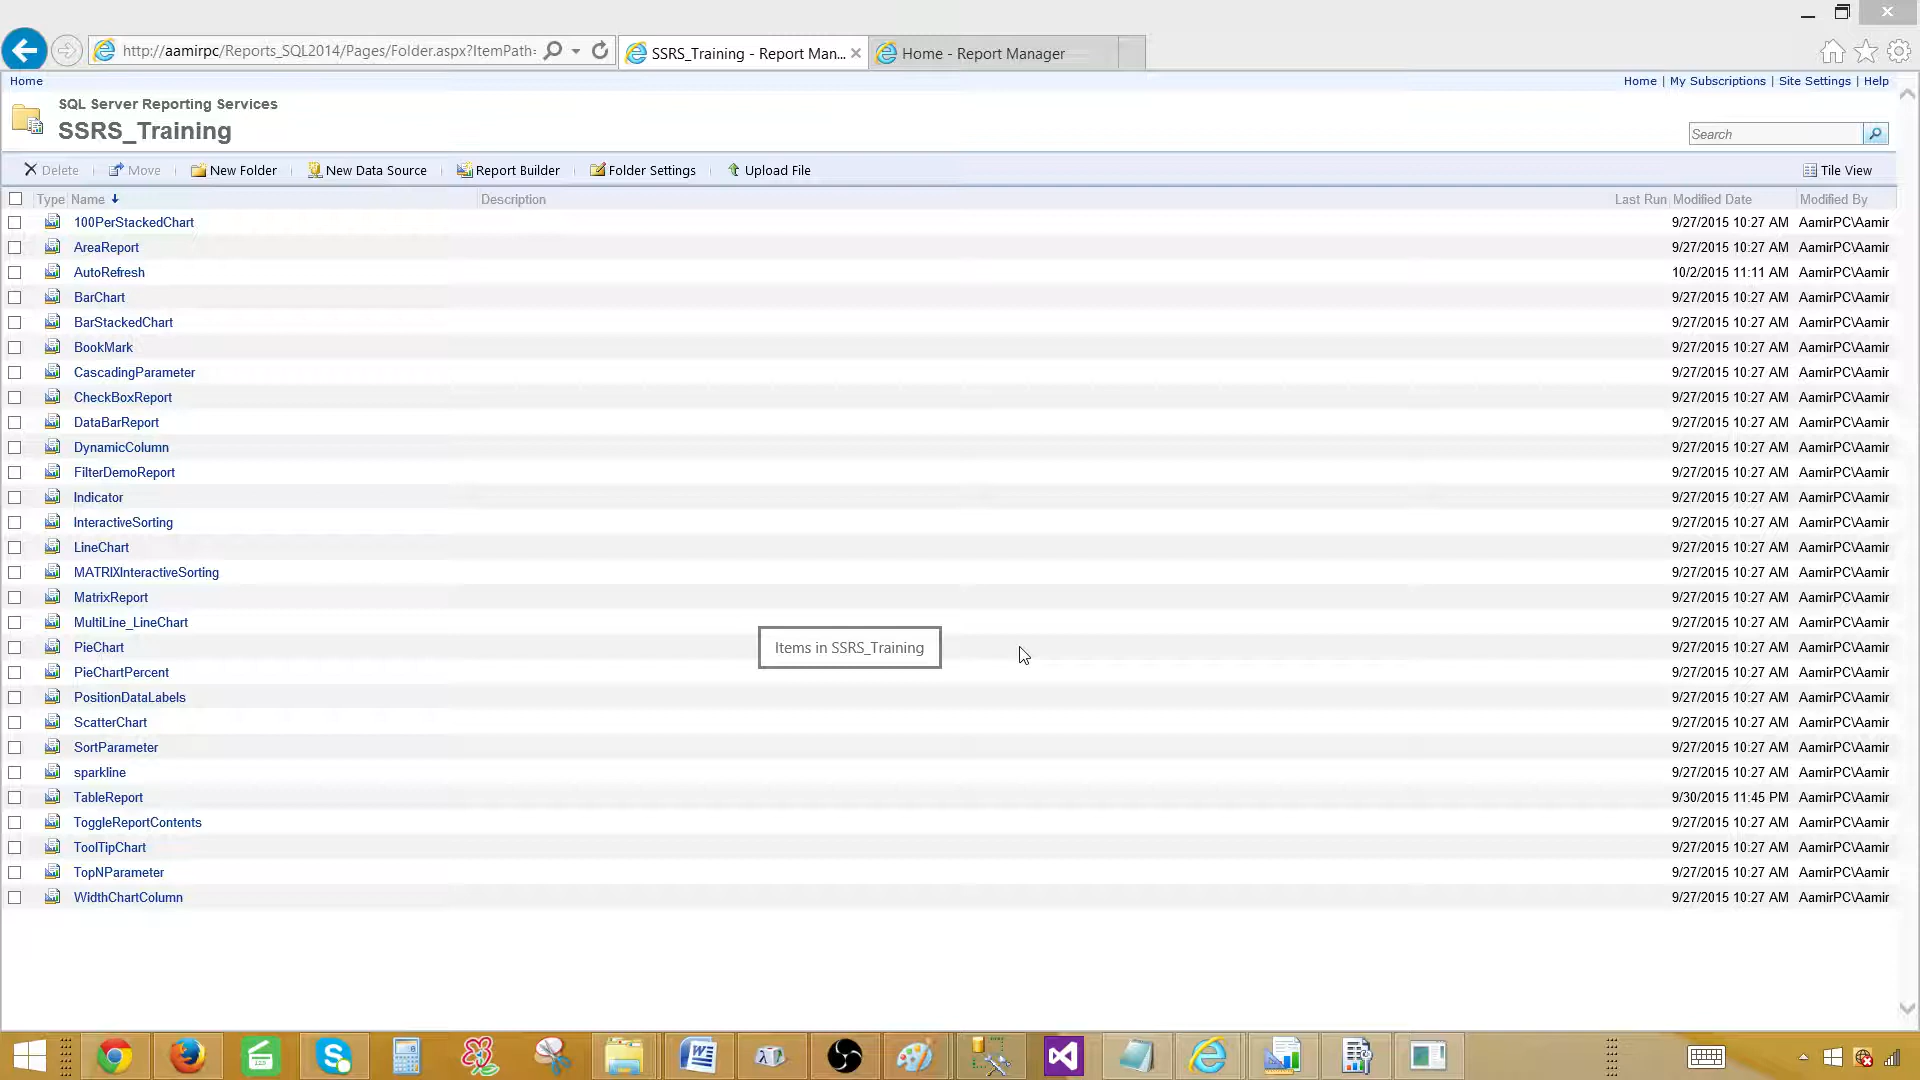 http://aamirpc/Reports_SQL2014/Pages/Folder.aspx?ItemPath= SSRS_Training - Report Man... Home - Report Manager
Home Home | My Subscriptions | Site Settings | Help
SQL Server Reporting Services
SSRS_Training
Search
Delete Move New Folder New Data Source Report Builder Folder Settings Upload File Tile View
Type Name Description Last Run Modified Date Modified By
100PerStackedChart 9/27/2015 10:27 AM AamirPC\Aamir
AreaReport 9/27/2015 10:27 AM AamirPC\Aamir
AutoRefresh 10/2/2015 11:11 AM AamirPC\Aamir
BarChart 9/27/2015 10:27 AM AamirPC\Aamir
BarStackedChart 9/27/2015 10:27 AM AamirPC\Aamir
BookMark 9/27/2015 10:27 AM AamirPC\Aamir
CascadingParameter 9/27/2015 10:27 AM AamirPC\Aamir
CheckBoxReport 9/27/2015 10:27 AM AamirPC\Aamir
DataBarReport 9/27/2015 10:27 AM AamirPC\Aamir
DynamicColumn 9/27/2015 10:27 AM AamirPC\Aamir
FilterDemoReport 9/27/2015 10:27 AM AamirPC\Aamir
Indicator 9/27/2015 10:27 AM AamirPC\Aamir
InteractiveSorting 9/27/2015 10:27 AM AamirPC\Aamir
LineChart 9/27/2015 10:27 AM AamirPC\Aamir
MATRIXInteractiveSorting 9/27/2015 10:27 AM AamirPC\Aamir
MatrixReport 9/27/2015 10:27 AM AamirPC\Aamir
MultiLine_LineChart 9/27/2015 10:27 AM AamirPC\Aamir
PieChart Items in SSRS_Training 9/27/2015 10:27 AM AamirPC\Aamir
PieChartPercent 9/27/2015 10:27 AM AamirPC\Aamir
PositionDataLabels 9/27/2015 10:27 AM AamirPC\Aamir
ScatterChart 9/27/2015 10:27 AM AamirPC\Aamir
SortParameter 9/27/2015 10:27 AM AamirPC\Aamir
sparkline 9/27/2015 10:27 AM AamirPC\Aamir
TableReport 9/30/2015 11:45 PM AamirPC\Aamir
ToggleReportContents 9/27/2015 10:27 AM AamirPC\Aamir
ToolTipChart 9/27/2015 10:27 AM AamirPC\Aamir
TopNParameter 9/27/2015 10:27 AM AamirPC\Aamir
WidthChartColumn 9/27/2015 10:27 AM AamirPC\Aamir